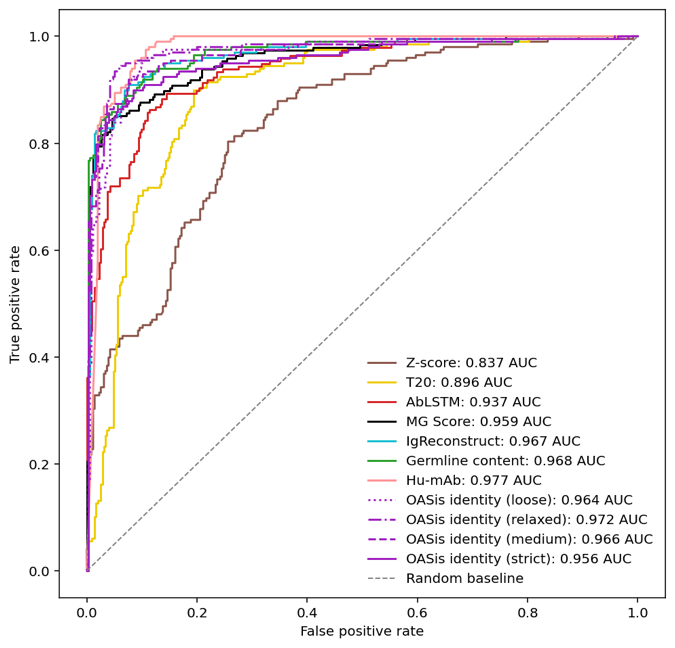 1.0
0.8
0.6
0.4
0.2
0.0
True positive rate
Z-score: 0.837 AUC
T20: 0.896 AUC
AbLSTM: 0.937 AUC
MG Score: 0.959 AUC
IgReconstruct: 0.967 AUC
Germline content: 0.968 AUC
Hu-mAb: 0.977 AUC
OASis identity (loose): 0.964 AUC
OASis identity (relaxed): 0.972 AUC
OASis identity (medium): 0.966 AUC
OASis identity (strict): 0.956 AUC
Random baseline
0.0 0.2 0.4 0.6 0.8 1.0
False positive rate